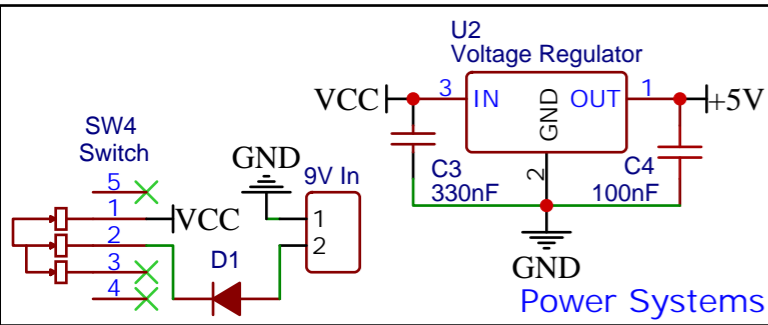 U2
Voltage Regulator
VCC
3
IN
GND
OUT
1
+5V
2
C3
330nF
C4
100nF
GND
SW4
Switch
5
1
2
3
4
VCC
GND
9V In
1
2
D1
Power Systems